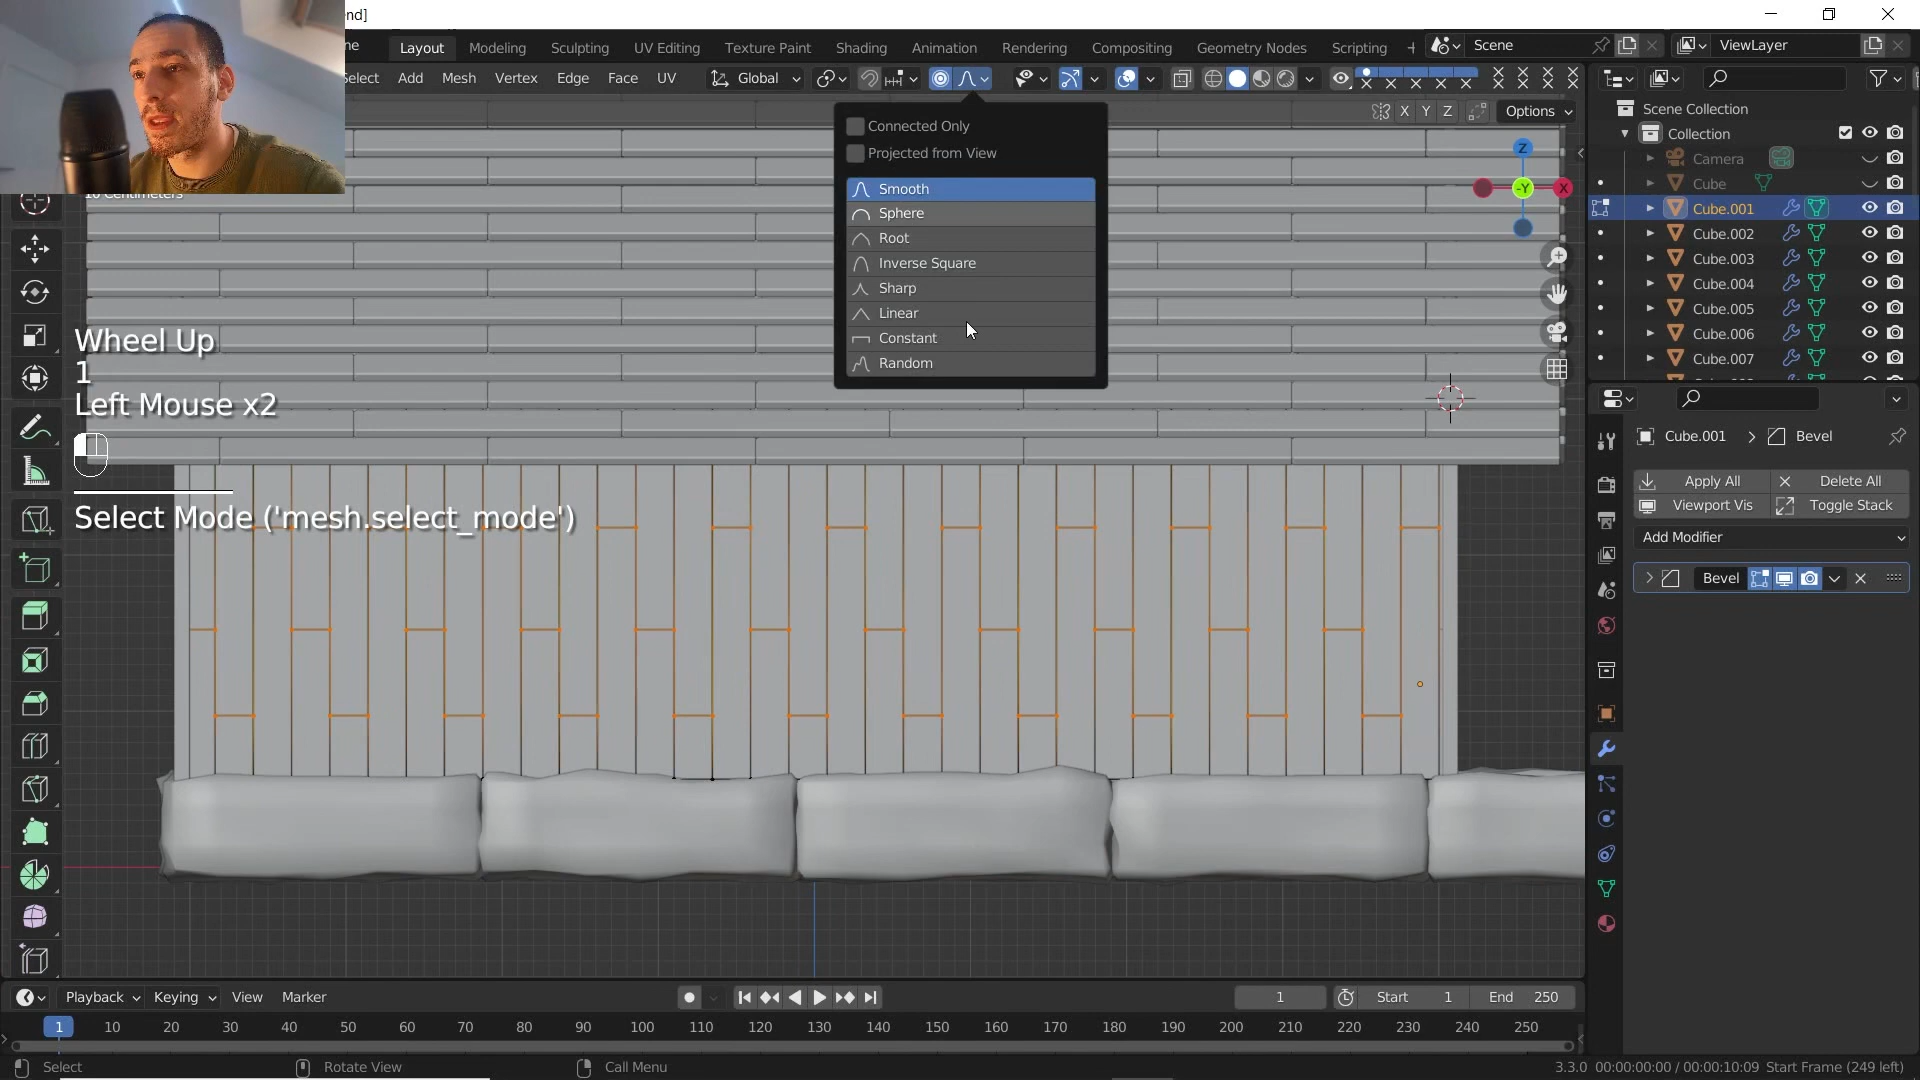 end]
ne
Layout
Modeling
Sculpting
UV Editing
Texture Paint
Shading
Animation
Rendering
Compositing
Geometry Nodes
Scripting
Scene
ViewLayer
elect
Add
Mesh
Vertex
Edge
Face
UV
Global
X
Y
Z
Options
Connected Only
Projected from View
Smooth
Sphere
Root
Inverse Square
Sharp
Linear
Constant
Random
Z
-Y
X
Scene Collection
Collection
Camera
Cube
Cube.001
Cube.002
Cube.003
Cube.004
Cube.005
Cube.006
Cube.007
10 Centimeters
Wheel Up
1
Left Mouse x2
Select Mode ('mesh.select_mode')
Cube.001 > Bevel
Apply All
Delete All
Viewport Vis
Toggle Stack
Add Modifier
Bevel
Playback
Keying
View
Marker
1
Start 1
End 250
1 10 20 30 40 50 60 70 80 90 100 110 120 130 140 150 160 170 180 190 200 210 220 230 240 250
Select
Rotate View
Call Menu
3.3.0 00:00:00:00 / 00:00:10:09 Start Frame (249 left)